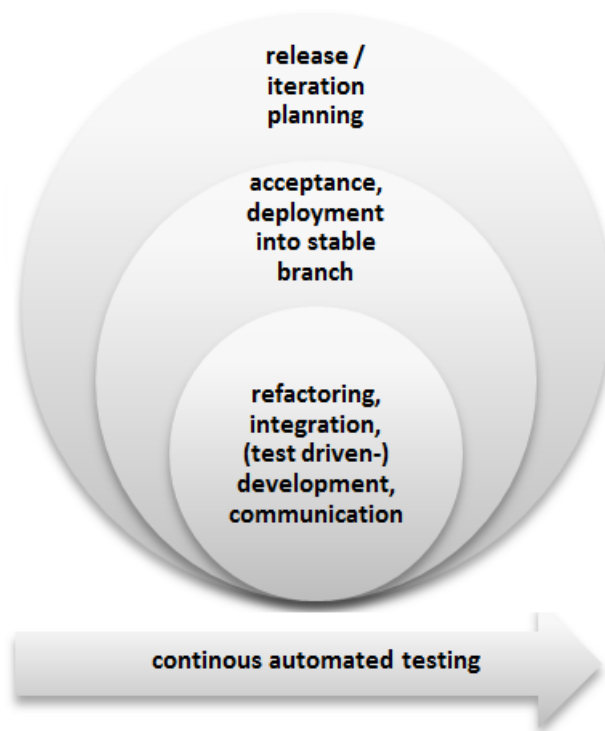 release /
iteration
planning
acceptance,
deployment
into stable
branch
refactoring,
integration,
(test driven-)
development,
communication
continous automated testing